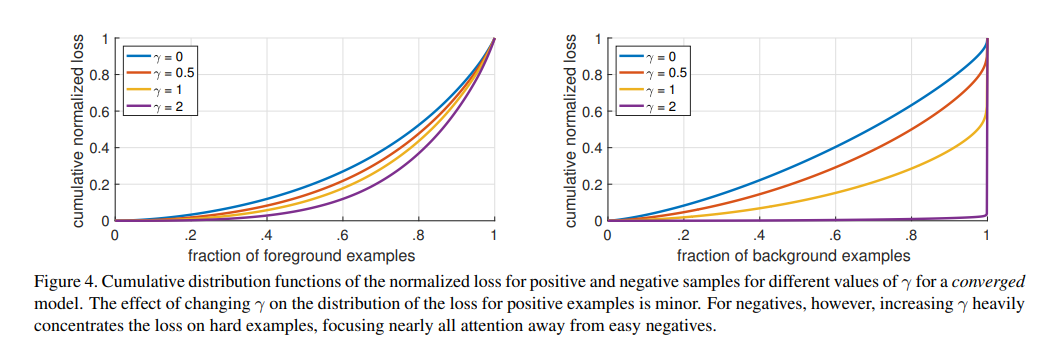 cumulative normalized loss
1
0.8
0.6
0.4
0.2
0
γ = 0
γ = 0.5
γ = 1
γ = 2
0 .2 .4 .6 .8 1
fraction of foreground examples
cumulative normalized loss
1
0.8
0.6
0.4
0.2
0
γ = 0
γ = 0.5
γ = 1
γ = 2
0 .2 .4 .6 .8 1
fraction of background examples
Figure 4. Cumulative distribution functions of the normalized loss for positive and negative samples for different values of γ for a converged
model. The effect of changing γ on the distribution of the loss for positive examples is minor. For negatives, however, increasing γ heavily
concentrates the loss on hard examples, focusing nearly all attention away from easy negatives.